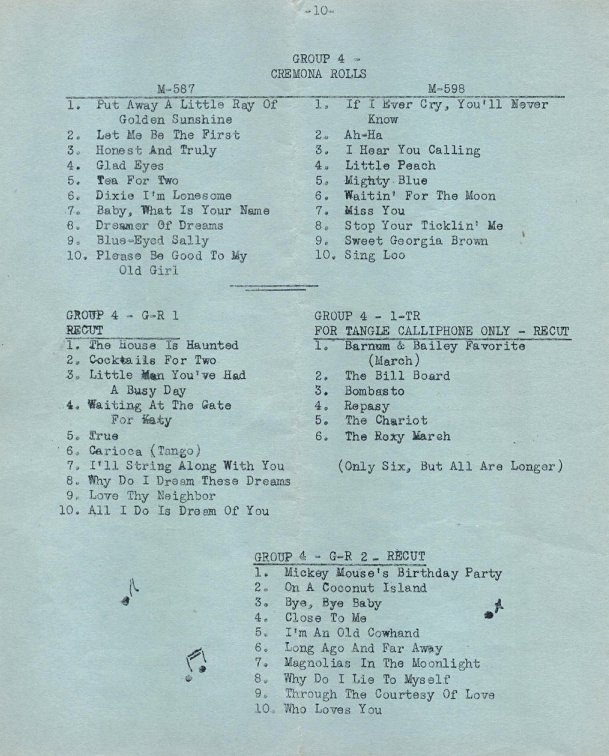 -10-
GROUP 4 -
CREMONA ROLLS
M-587
1. Put Away A Little Ray Of
Golden Sunshine
2. Let Me Be The First
3. Honest And Truly
4. Glad Eyes
5. Tea For Two
6. Dixie I'm Lonesome
7. Baby, What Is Your Name
8. Dreamer Of Dreams
9. Blue-Eyed Sally
10. Please Be Good To My
Old Girl
M-598
1. If I Ever Cry, You'll Never
Know
2. Ah-Ha
3. I Hear You Calling
4. Little Peach
5. Mighty Blue
6. Waitin' For The Moon
7. Miss You
8. Stop Your Ticklin' Me
9. Sweet Georgia Brown
10. Sing Loo
GROUP 4 - G-R 1
RECUT
1. The House Is Haunted
2. Cocktails For Two
3. Little Man You've Had
A Busy Day
4. Waiting At The Gate
For Katy
5. True
6. Carioca (Tango)
7. I'll String Along With You
8. Why Do I Dream These Dreams
9. Love Thy Neighbor
10. All I Do Is Dream Of You
GROUP 4 - 1-TR
FOR TANGLE CALLIPHONE ONLY - RECUT
1. Barnum & Bailey Favorite
(March)
2. The Bill Board
3. Bombasto
4. Repasy
5. The Chariot
6. The Roxy March
(Only Six, But All Are Longer)
GROUP 4 - G-R 2 - RECUT
1. Mickey Mouse's Birthday Party
2. On A Coconut Island
3. Bye, Bye Baby
4. Close To Me
5. I'm An Old Cowhand
6. Long Ago And Far Away
7. Magnolias In The Moonlight
8. Why Do I Lie To Myself
9. Through The Courtesy Of Love
10. Who Loves You